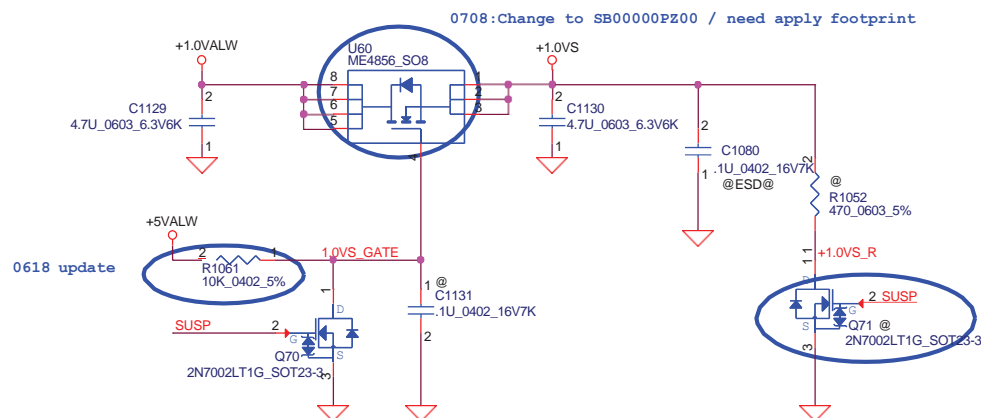 0708:Change to SB00000PZ00 / need apply footprint
+1.0VALW
U60
ME4856_SO8
+1.0VS
8
7
6
5
1
2
3
4
2
C1129
4.7U_0603_6.3V6K
1
2
C1130
4.7U_0603_6.3V6K
1
2
C1080
.1U_0402_16V7K
1
@ESD@
2
@
R1052
470_0603_5%
1
+5VALW
0618 update
2
1
R1061
10K_0402_5%
1.0VS_GATE
1
@
C1131
.1U_0402_16V7K
2
SUSP
2
1
D
G
S
Q70
2N7002LT1G_SOT23-3
3
+1.0VS_R
1
D
2
SUSP
G
S
Q71 @
2N7002LT1G_SOT23-3
3